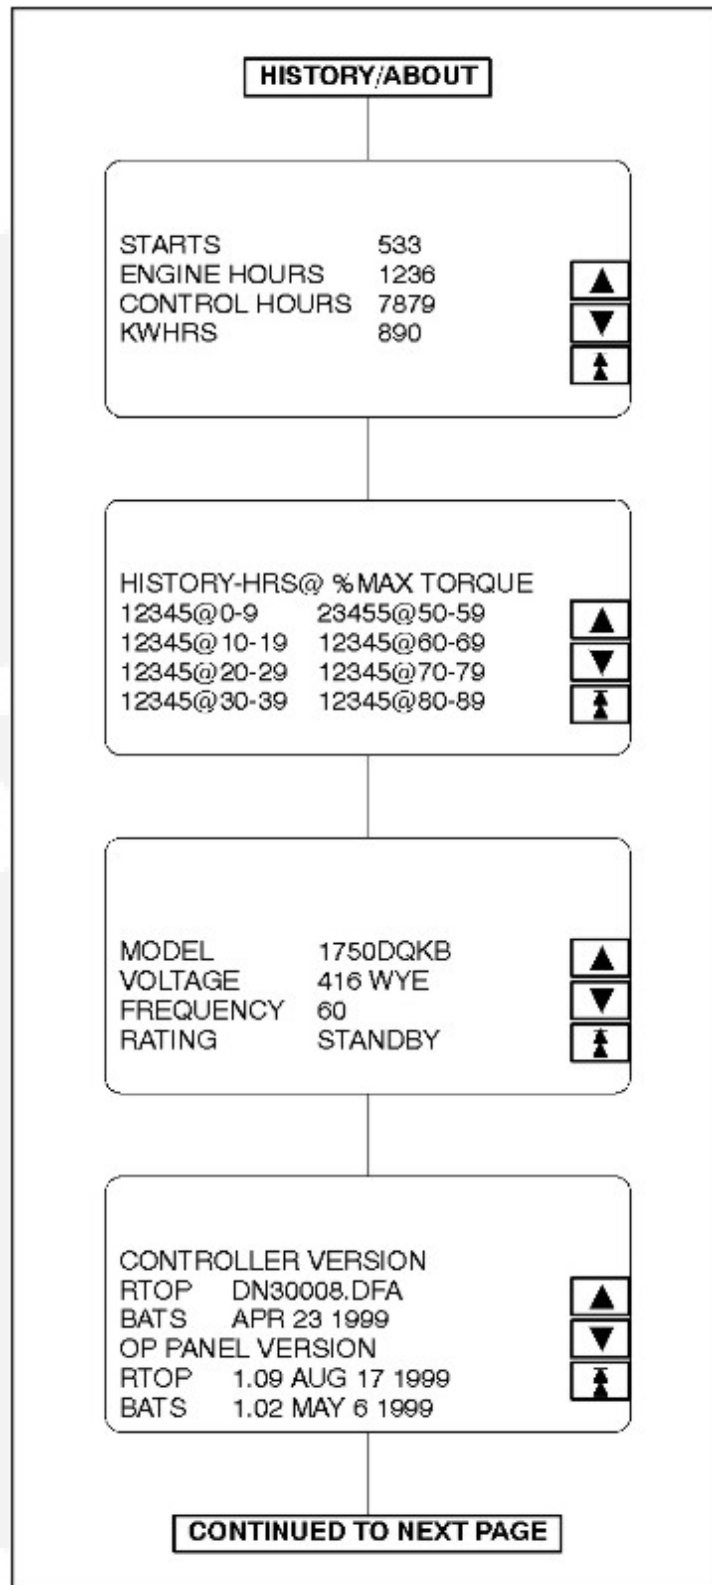 HISTORY/ABOUT
STARTS 533
ENGINE HOURS 1236
CONTROL HOURS 7879
KWHRS 890
HISTORY-HRS@ %MAX TORQUE
12345@0-9 23455@50-59
12345@10-19 12345@60-69
12345@20-29 12345@70-79
12345@30-39 12345@80-89
MODEL 1750DQKB
VOLTAGE 416 WYE
FREQUENCY 60
RATING STANDBY
CONTROLLER VERSION
RTOP DN30008.DFA
BATS APR 23 1999
OP PANEL VERSION
RTOP 1.09 AUG 17 1999
BATS 1.02 MAY 6 1999
CONTINUED TO NEXT PAGE